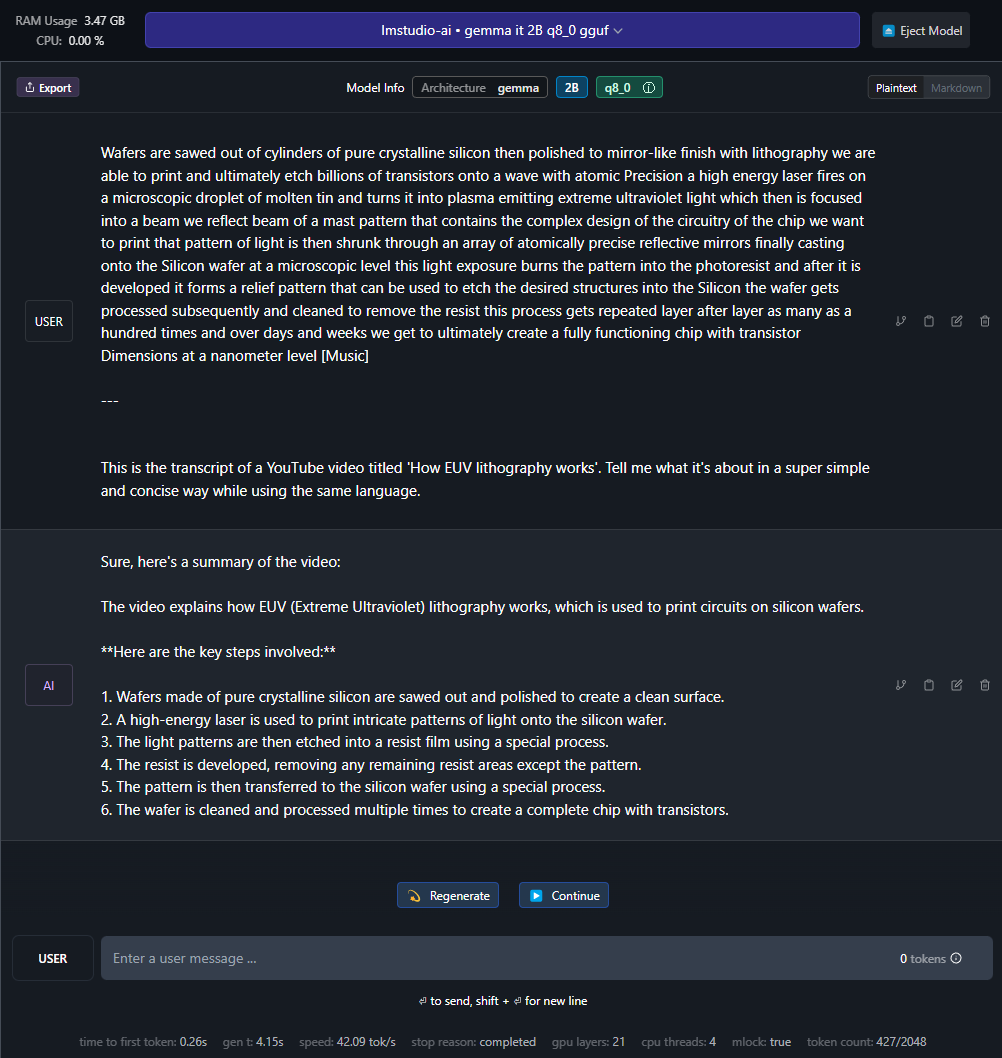 RAM Usage 3.47 GB
CPU: 0.00 %
lmstudio-ai • gemma it 2B q8_0 gguf
Eject Model
Export
Model Info Architecture gemma 2B q8_0
Plaintext Markdown
Wafers are sawed out of cylinders of pure crystalline silicon then polished to mirror-like finish with lithography we are
able to print and ultimately etch billions of transistors onto a wave with atomic Precision a high energy laser fires on
a microscopic droplet of molten tin and turns it into plasma emitting extreme ultraviolet light which then is focused
into a beam we reflect beam of a mast pattern that contains the complex design of the circuitry of the chip we want
to print that pattern of light is then shrunk through an array of atomically precise reflective mirrors finally casting
onto the Silicon wafer at a microscopic level this light exposure burns the pattern into the photoresist and after it is
developed it forms a relief pattern that can be used to etch the desired structures into the Silicon the wafer gets
processed subsequently and cleaned to remove the resist this process gets repeated layer after layer as many as a
hundred times and over days and weeks we get to ultimately create a fully functioning chip with transistor
Dimensions at a nanometer level [Music]
USER
---
This is the transcript of a YouTube video titled 'How EUV lithography works'. Tell me what it's about in a super simple
and concise way while using the same language.
Sure, here's a summary of the video:
The video explains how EUV (Extreme Ultraviolet) lithography works, which is used to print circuits on silicon wafers.
**Here are the key steps involved:**
AI
1. Wafers made of pure crystalline silicon are sawed out and polished to create a clean surface.
2. A high-energy laser is used to print intricate patterns of light onto the silicon wafer.
3. The light patterns are then etched into a resist film using a special process.
4. The resist is developed, removing any remaining resist areas except the pattern.
5. The pattern is then transferred to the silicon wafer using a special process.
6. The wafer is cleaned and processed multiple times to create a complete chip with transistors.
Regenerate
Continue
USER
Enter a user message ...
0 tokens
⏎ to send, shift + ⏎ for new line
time to first token: 0.26s gen t: 4.15s speed: 42.09 tok/s stop reason: completed gpu layers: 21 cpu threads: 4 mlock: true token count: 427/2048